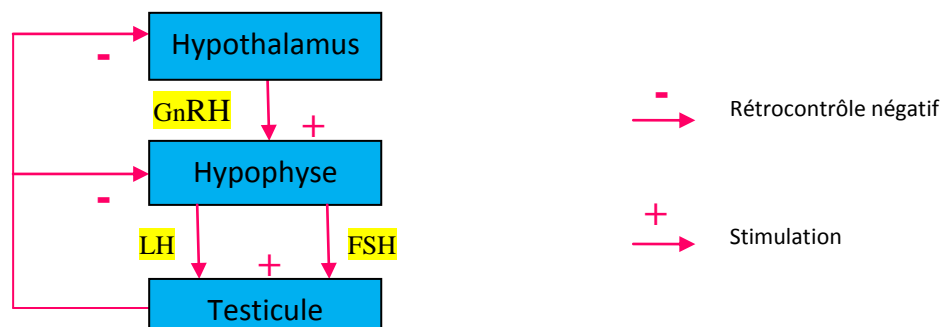 Hypothalamus
-
GnRH
+
Hypophyse
-
LH
+
FSH
Testicule
-
Rétrocontrôle négatif
+
Stimulation